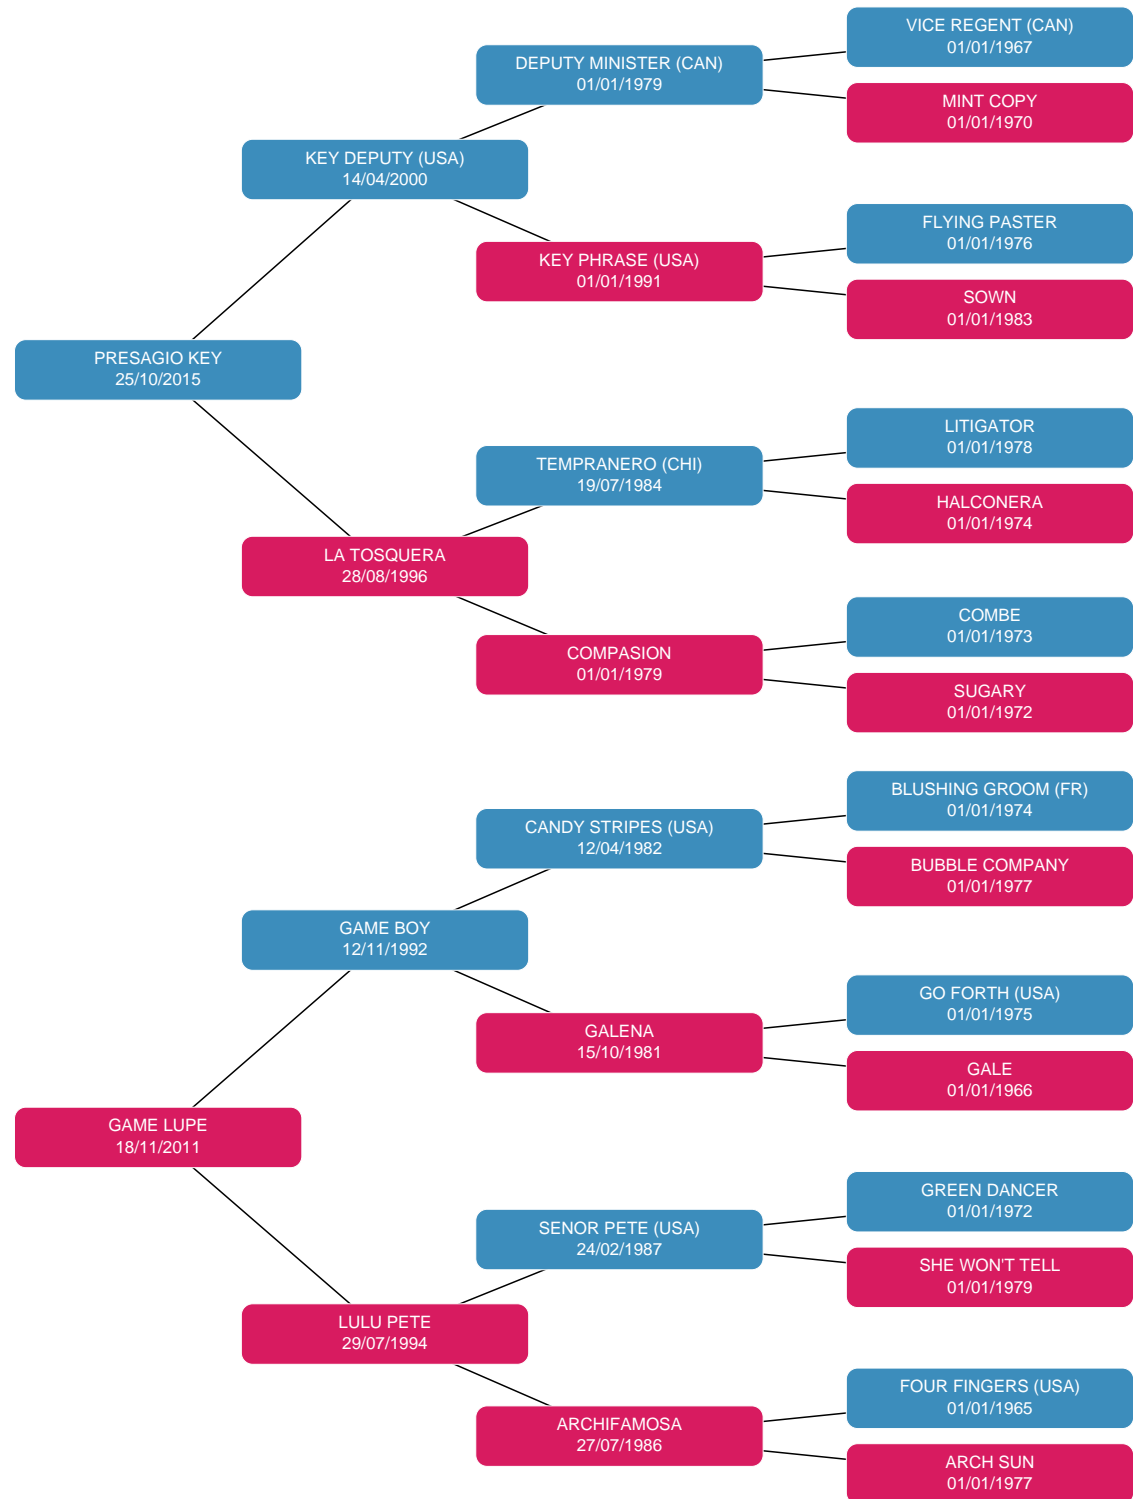 VICE REGENT (CAN)
01/01/1967
DEPUTY MINISTER (CAN)
01/01/1979
MINT COPY
01/01/1970
KEY DEPUTY (USA)
14/04/2000
FLYING PASTER
01/01/1976
KEY PHRASE (USA)
01/01/1991
SOWN
01/01/1983
PRESAGIO KEY
25/10/2015
LITIGATOR
01/01/1978
TEMPRANERO (CHI)
19/07/1984
HALCONERA
01/01/1974
LA TOSQUERA
28/08/1996
COMBE
01/01/1973
COMPASION
01/01/1979
SUGARY
01/01/1972
BLUSHING GROOM (FR)
01/01/1974
CANDY STRIPES (USA)
12/04/1982
BUBBLE COMPANY
01/01/1977
GAME BOY
12/11/1992
GO FORTH (USA)
01/01/1975
GALENA
15/10/1981
GALE
01/01/1966
GAME LUPE
18/11/2011
GREEN DANCER
01/01/1972
SENOR PETE (USA)
24/02/1987
SHE WON'T TELL
01/01/1979
LULU PETE
29/07/1994
FOUR FINGERS (USA)
01/01/1965
ARCHIFAMOSA
27/07/1986
ARCH SUN
01/01/1977